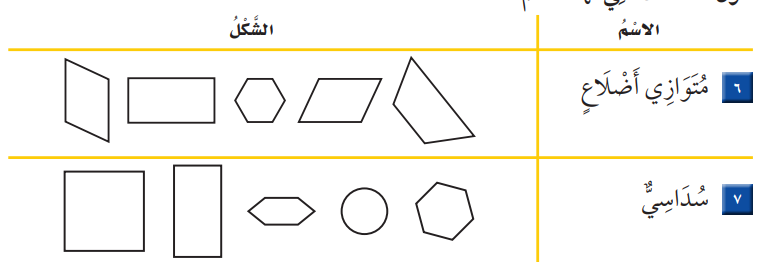 الاسْمُ
الشَّكْلُ
٦ مُتَوَازِي أَضْلَاعٍ
٧ سُدَاسِيٌّ